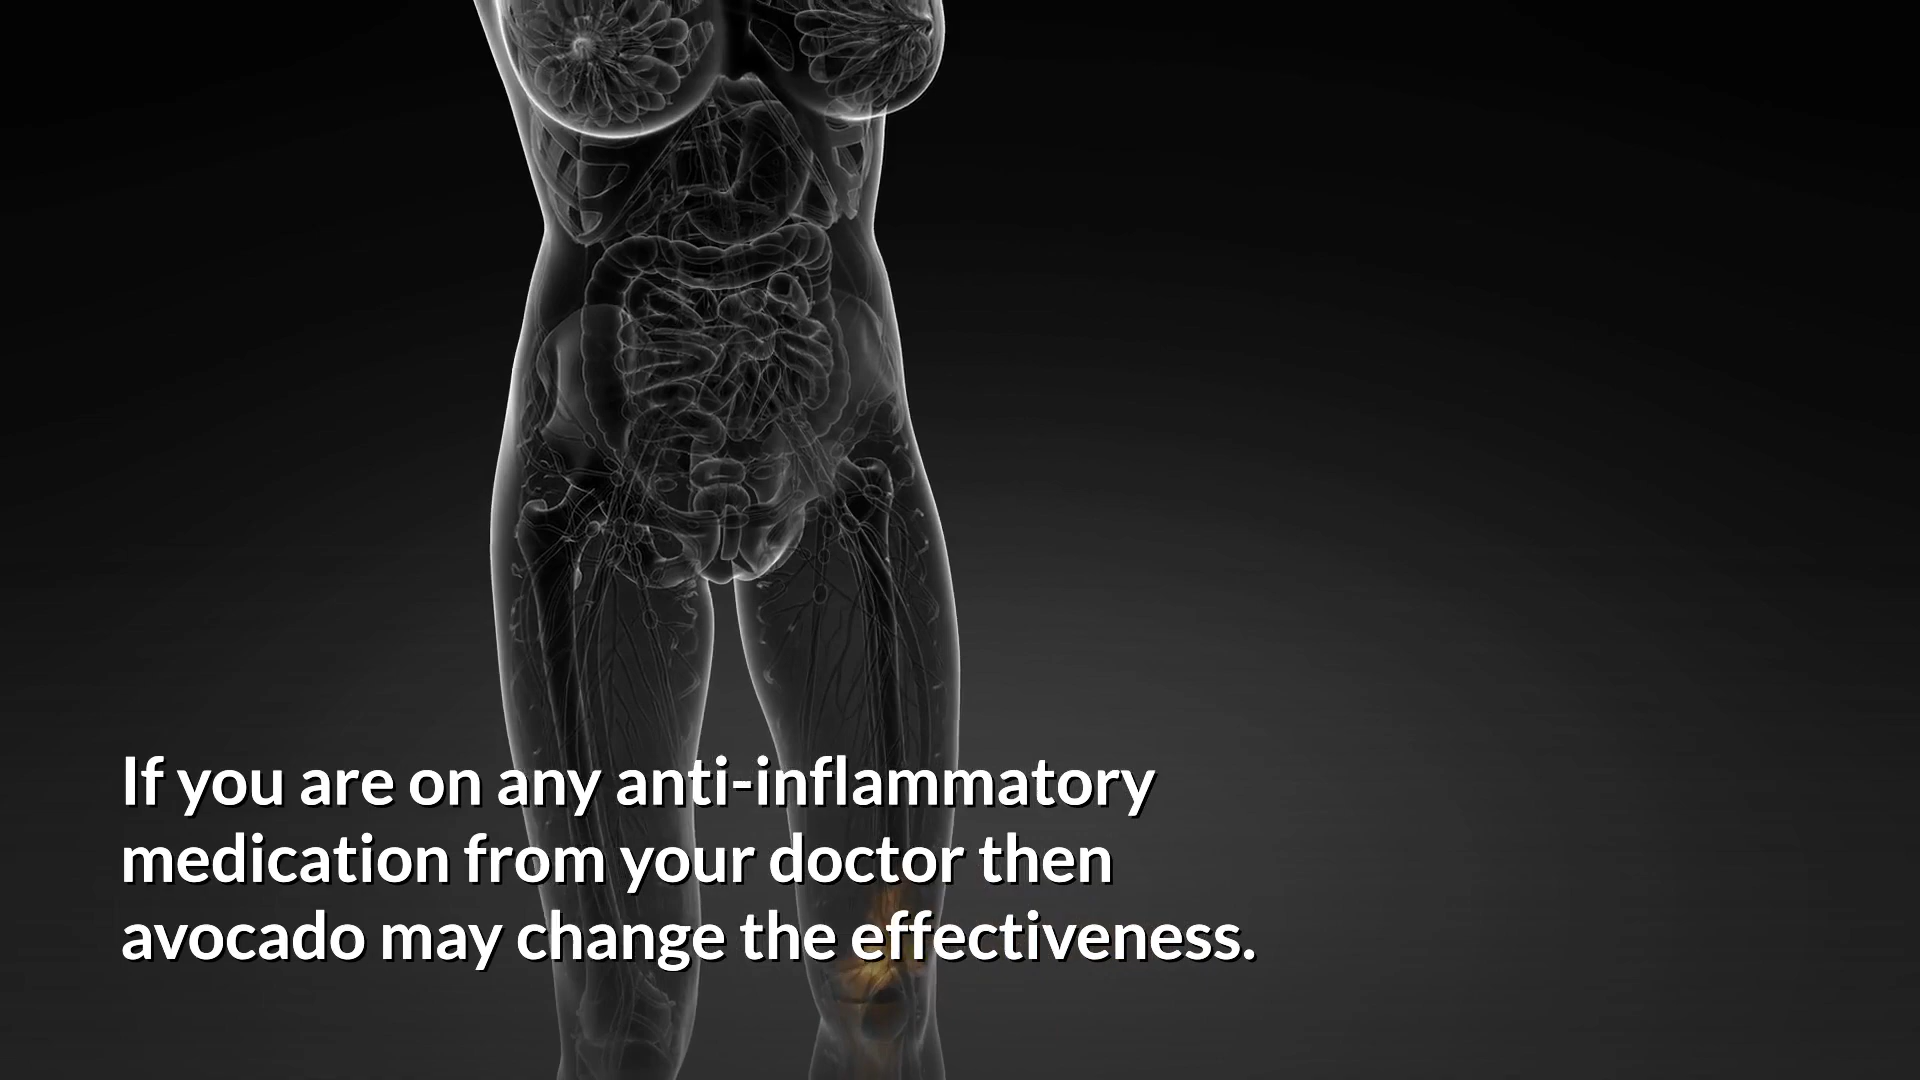 If you are on any anti-inflammatory
medication from your doctor then
avocado may change the effectiveness.